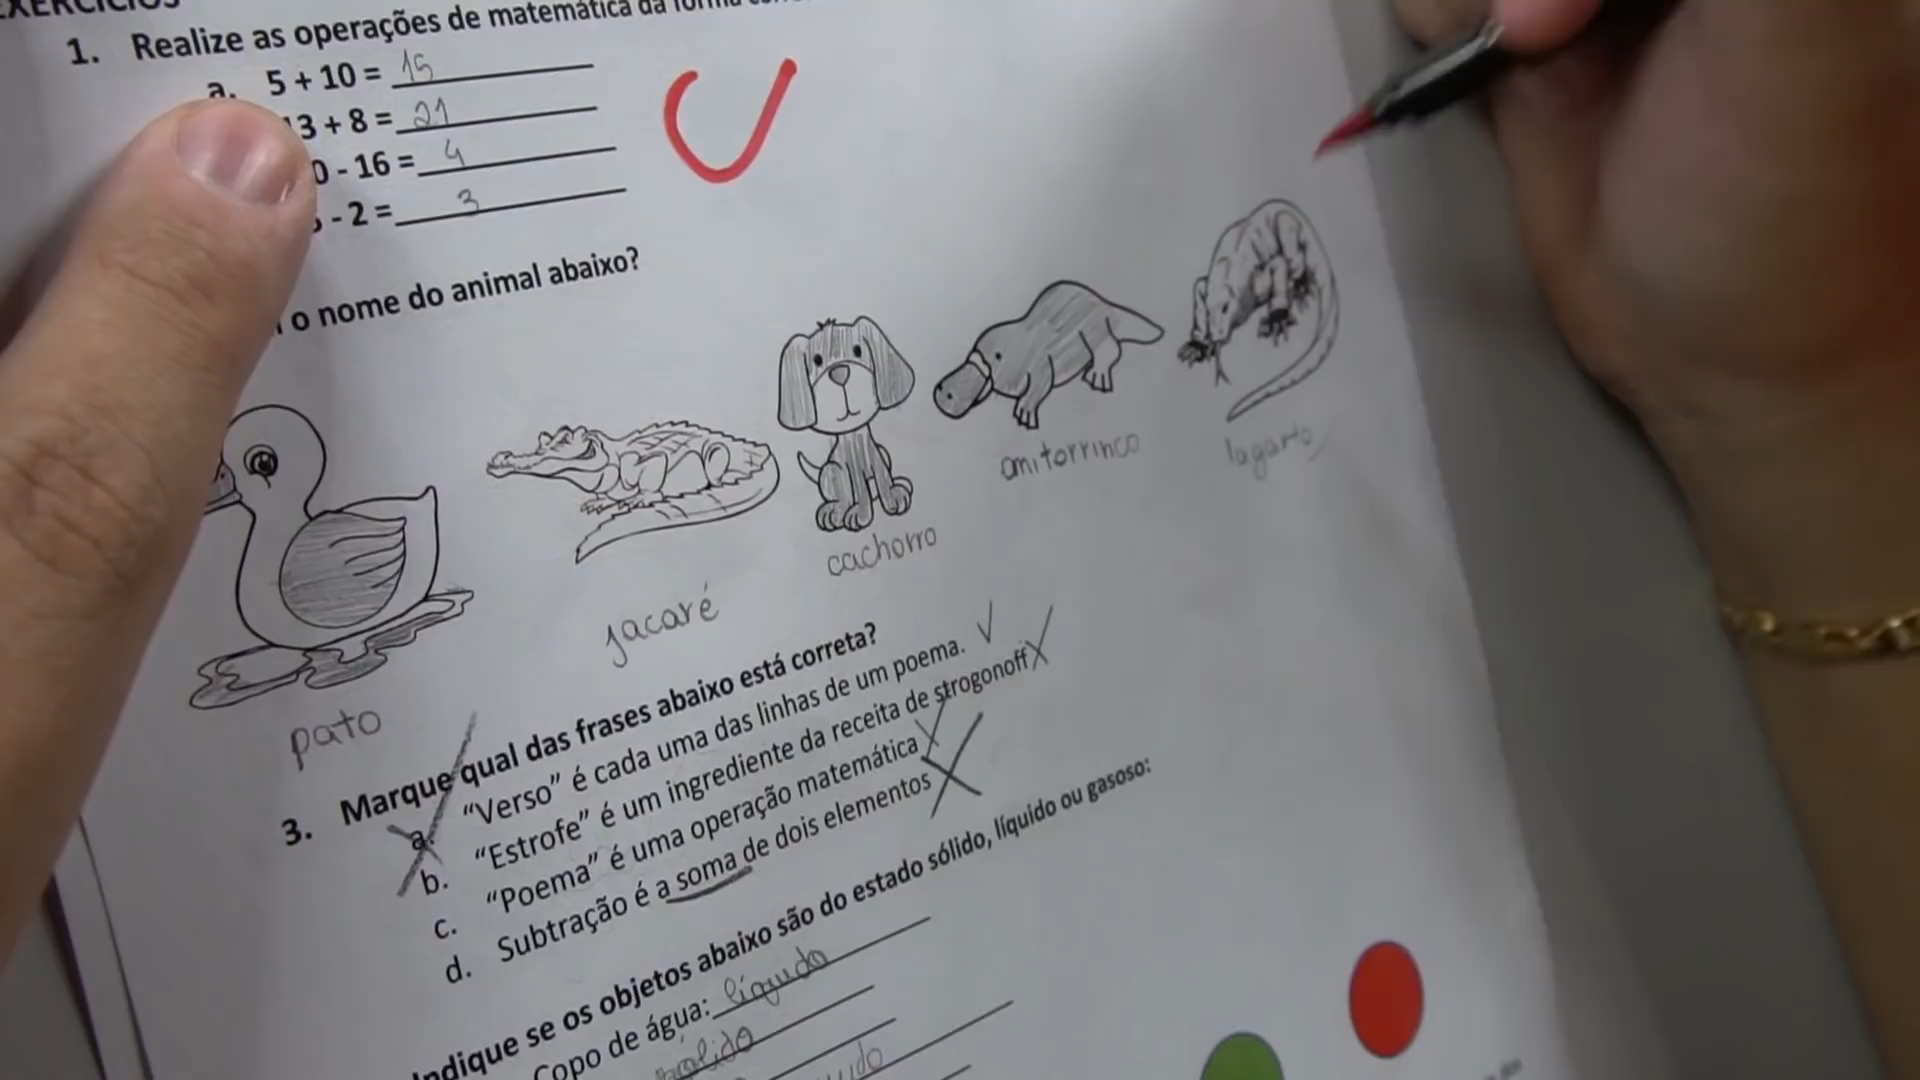 EXERCÍCIOS
1. Realize as operações de matemática da forma
a. 5 + 10 = 15
13 + 8 = 21
0 - 16 = 4
- 2 = 3
o nome do animal abaixo?
pato
jacaré
cachorro
onitorrinco
lagarto
3. Marque qual das frases abaixo está correta?
a. “Verso” é cada uma das linhas de um poema.
b. “Estrofe” é um ingrediente da receita de strogonoff
c. “Poema” é uma operação matemática
d. Subtração é a soma de dois elementos
Indique se os objetos abaixo são do estado sólido, líquido ou gasoso:
Copo de água: líquido